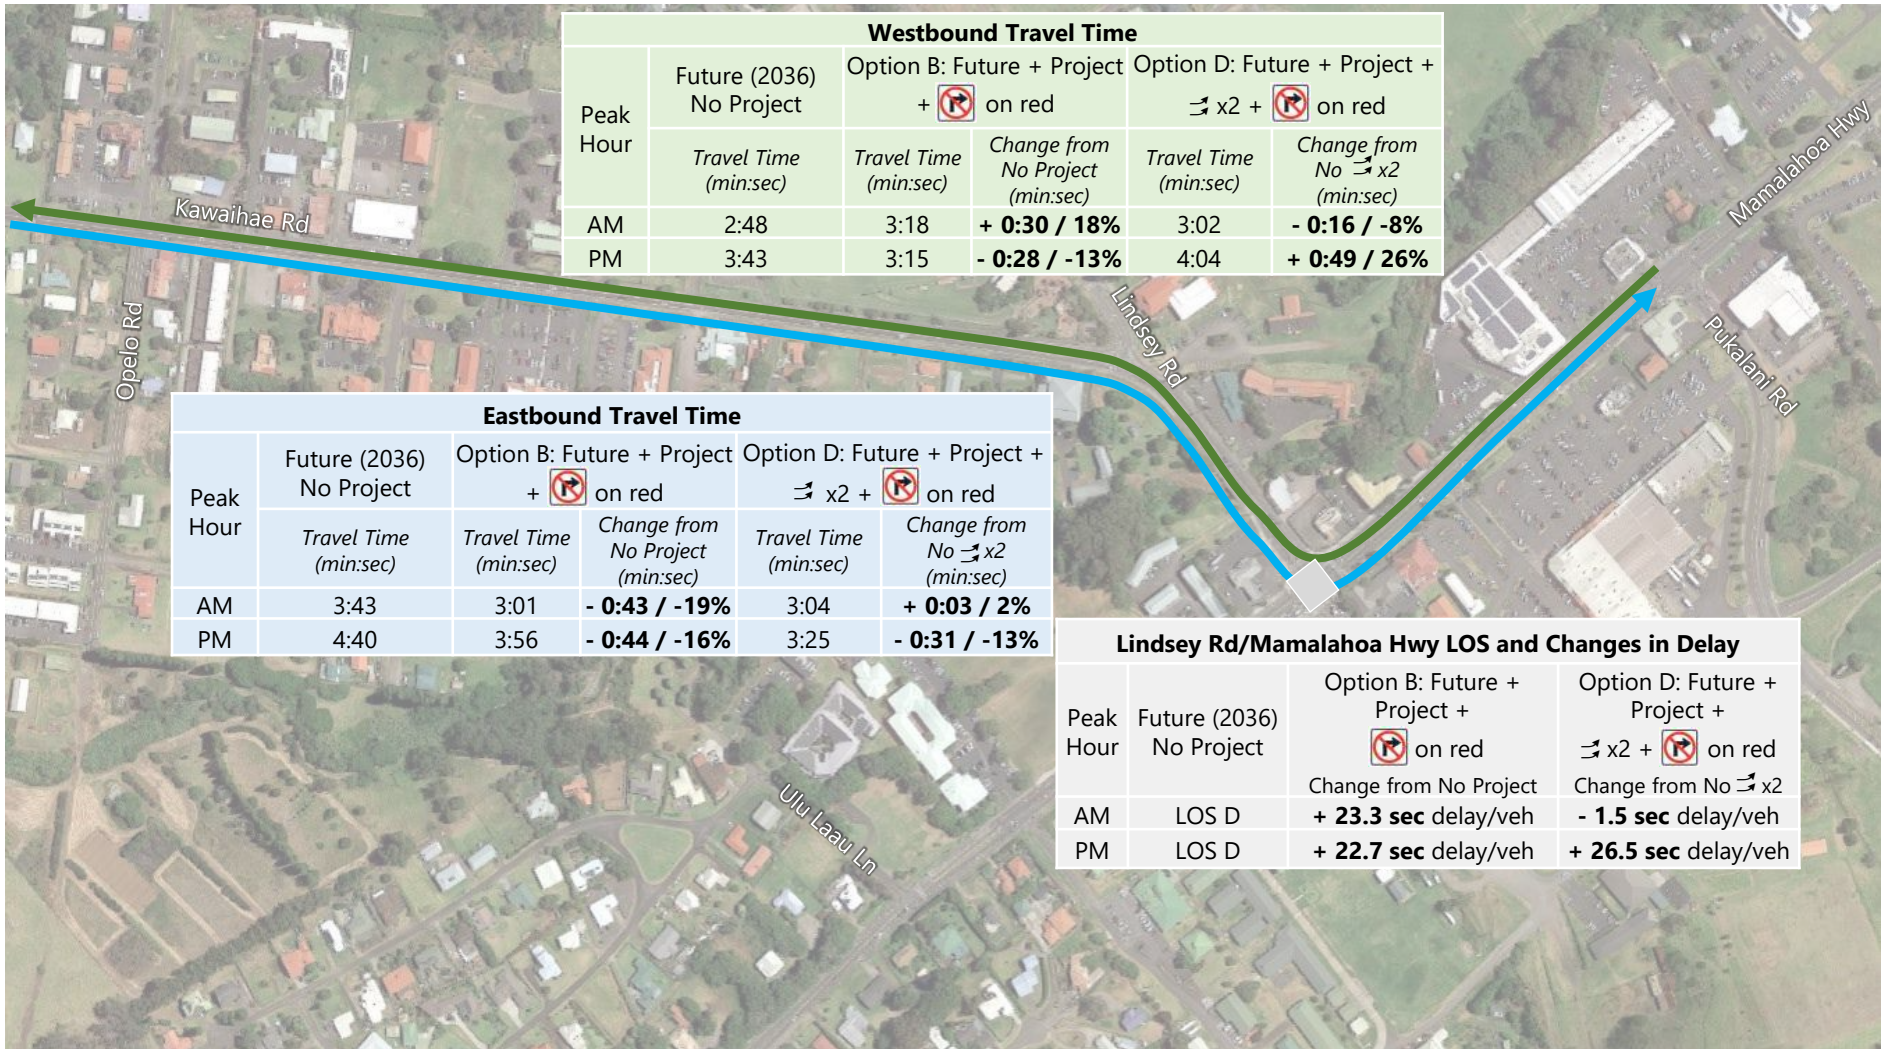 Westbound Travel Time
Peak Hour
Future (2036) No Project
Option B: Future + Project + on red
Option D: Future + Project + x2 + on red
Travel Time (min:sec)
Travel Time (min:sec)
Change from No Project (min:sec)
Travel Time (min:sec)
Change from No x2 (min:sec)
AM 2:48 3:18 + 0:30 / 18% 3:02 - 0:16 / -8%
PM 3:43 3:15 - 0:28 / -13% 4:04 + 0:49 / 26%
Kawaihae Rd
Opelo Rd
Lindsey Rd
Mamalahoa Hwy
Pukalani Rd
Eastbound Travel Time
Peak Hour
Future (2036) No Project
Option B: Future + Project + on red
Option D: Future + Project + x2 + on red
Travel Time (min:sec)
Travel Time (min:sec)
Change from No Project (min:sec)
Travel Time (min:sec)
Change from No x2 (min:sec)
AM 3:43 3:01 - 0:43 / -19% 3:04 + 0:03 / 2%
PM 4:40 3:56 - 0:44 / -16% 3:25 - 0:31 / -13%
Lindsey Rd/Mamalahoa Hwy LOS and Changes in Delay
Peak Hour
Future (2036) No Project
Option B: Future + Project + on red
Change from No Project
Option D: Future + Project + x2 + on red
Change from No x2
AM LOS D + 23.3 sec delay/veh - 1.5 sec delay/veh
PM LOS D + 22.7 sec delay/veh + 26.5 sec delay/veh
Ulu Laau Ln